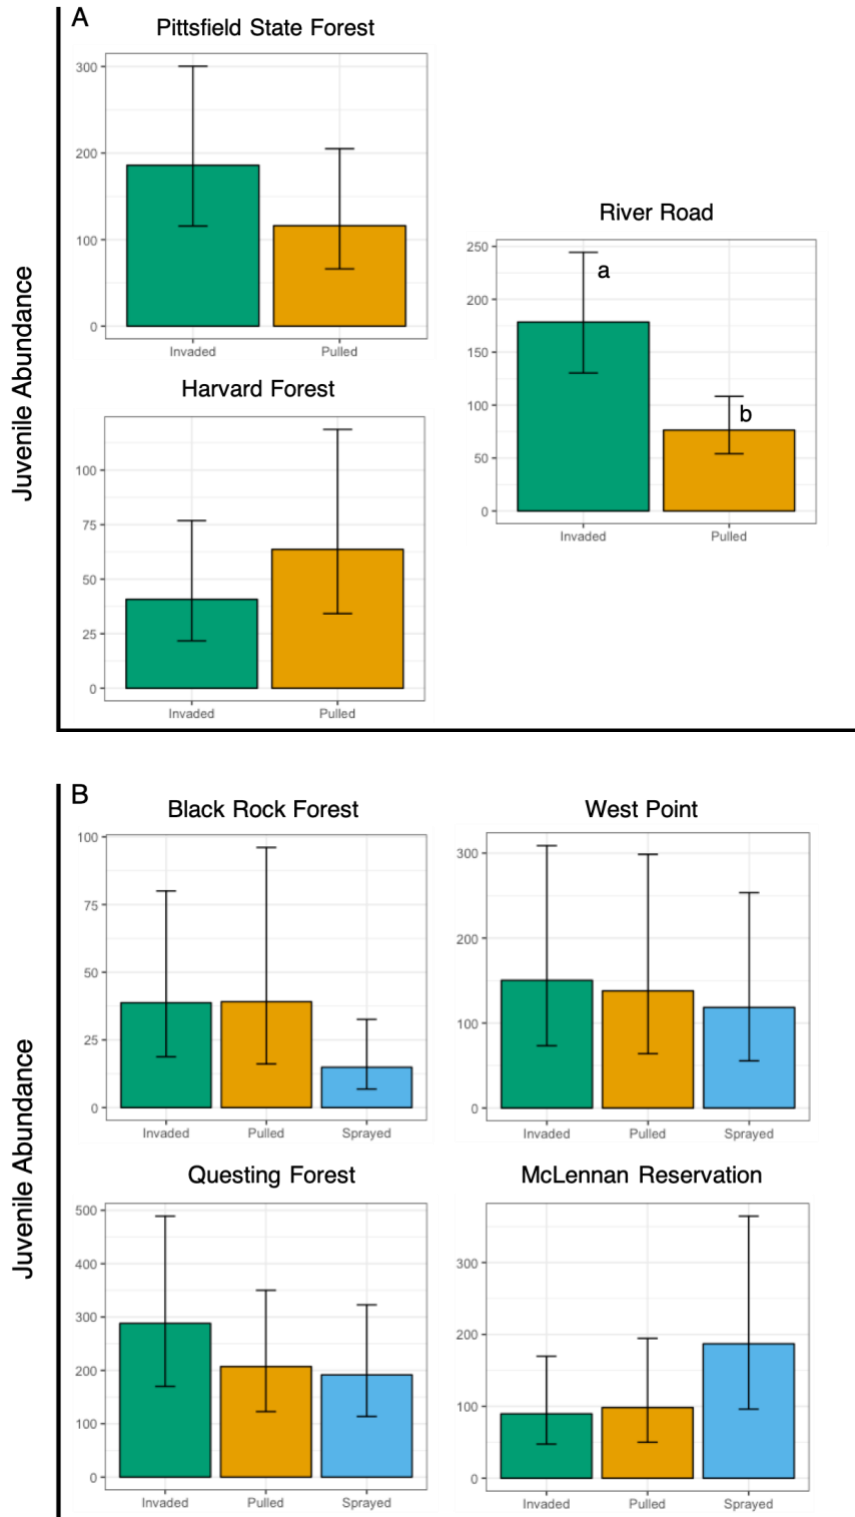 A
Pittsfield State Forest
300
200
100
0
Invaded Pulled
River Road
250
200
150
100
50
0
a
b
Invaded Pulled
Harvard Forest
100
75
50
25
0
Invaded Pulled
Juvenile Abundance
B
Black Rock Forest
100
75
50
25
0
Invaded Pulled Sprayed
West Point
300
200
100
0
Invaded Pulled Sprayed
Questing Forest
500
400
300
200
100
0
Invaded Pulled Sprayed
McLennan Reservation
300
200
100
0
Invaded Pulled Sprayed
Juvenile Abundance